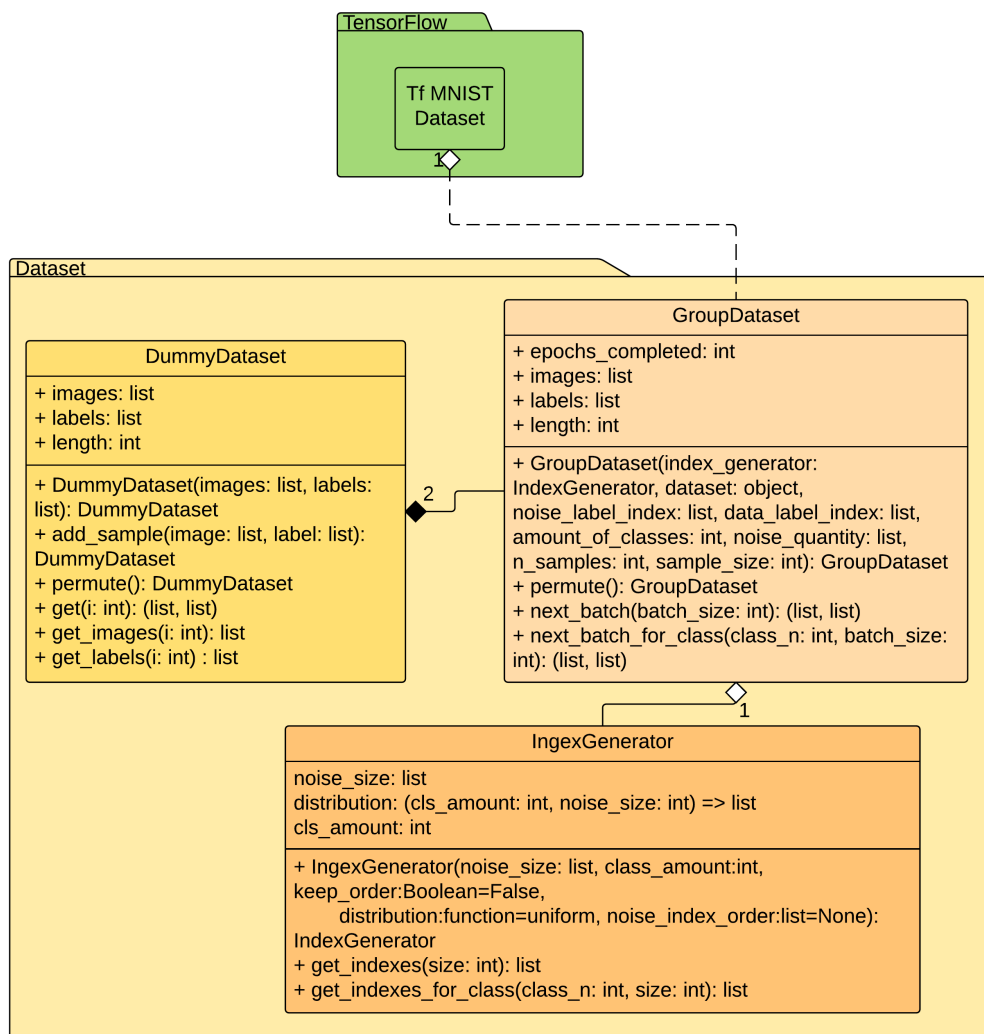 TensorFlow
Tf MNIST
Dataset
1
Dataset
DummyDataset
+ images: list
+ labels: list
+ length: int
+ DummyDataset(images: list, labels:
list): DummyDataset
+ add_sample(image: list, label: list):
DummyDataset
+ permute(): DummyDataset
+ get(i: int): (list, list)
+ get_images(i: int): list
+ get_labels(i: int) : list
2
GroupDataset
+ epochs_completed: int
+ images: list
+ labels: list
+ length: int
+ GroupDataset(index_generator:
IndexGenerator, dataset: object,
noise_label_index: list, data_label_index: list,
amount_of_classes: int, noise_quantity: list,
n_samples: int, sample_size: int): GroupDataset
+ permute(): GroupDataset
+ next_batch(batch_size: int): (list, list)
+ next_batch_for_class(class_n: int, batch_size:
int): (list, list)
1
IngexGenerator
noise_size: list
distribution: (cls_amount: int, noise_size: int) => list
cls_amount: int
+ IngexGenerator(noise_size: list, class_amount:int,
keep_order:Boolean=False,
distribution:function=uniform, noise_index_order:list=None):
IndexGenerator
+ get_indexes(size: int): list
+ get_indexes_for_class(class_n: int, size: int): list